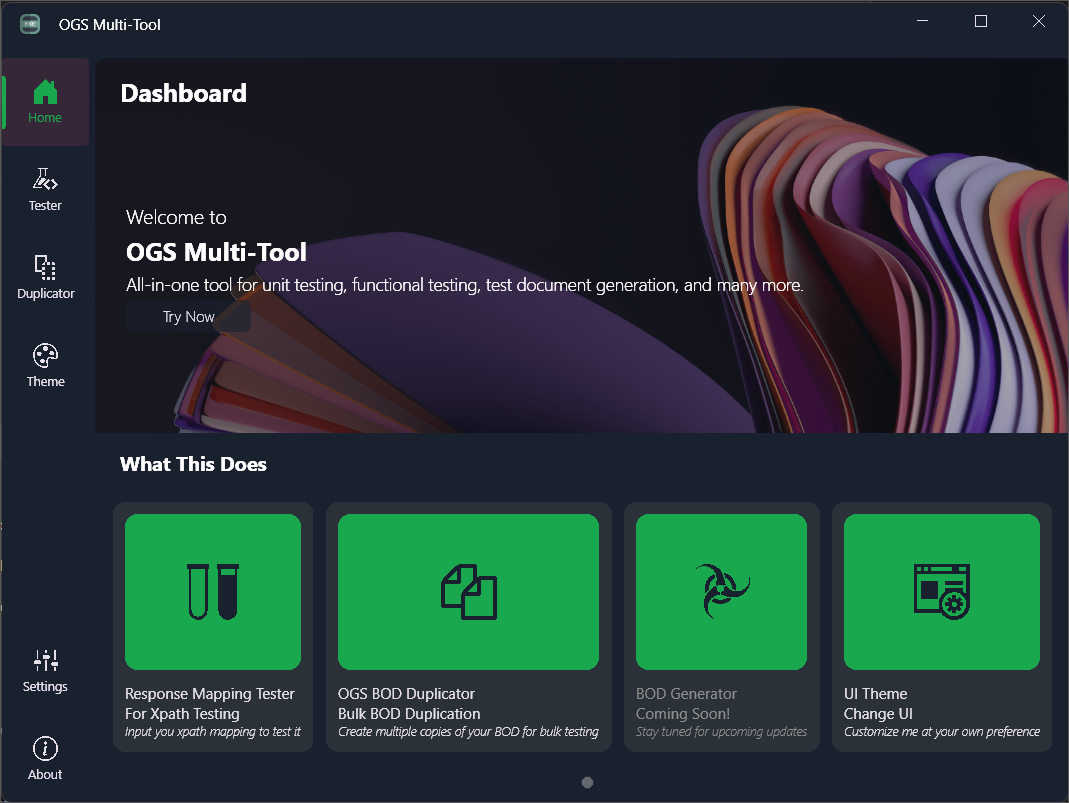 OGS Multi-Tool
Home
Tester
Duplicator
Theme
Settings
About
Dashboard
Welcome to
OGS Multi-Tool
All-in-one tool for unit testing, functional testing, test document generation, and many more.
Try Now
What This Does
Response Mapping Tester
For Xpath Testing
Input you xpath mapping to test it
OGS BOD Duplicator
Bulk BOD Duplication
Create multiple copies of your BOD for bulk testing
BOD Generator
Coming Soon!
Stay tuned for upcoming updates
UI Theme
Change UI
Customize me at your own preference